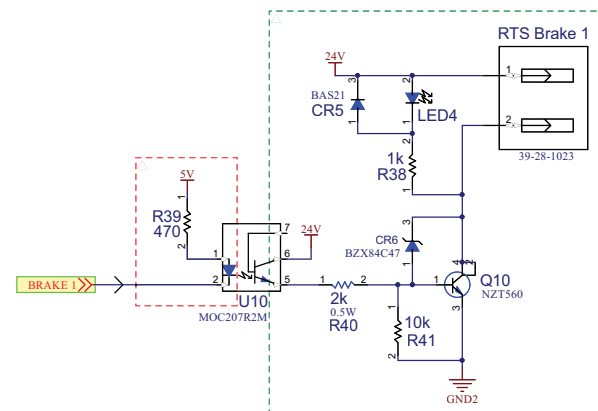 RTS Brake 1
24V
3
2
1
BAS21
CR5
LED4
1
1
2
39-28-1023
2
1k
R38
1
5V
1
R39
470
2
7
24V
3
CR6
BZX84C47
1
4
2
1
6
BRAKE 1
2
5
U10
MOC207R2M
1
2
2k
0.5W
R40
1
Q10
NZT560
3
1
10k
R41
2
GND2